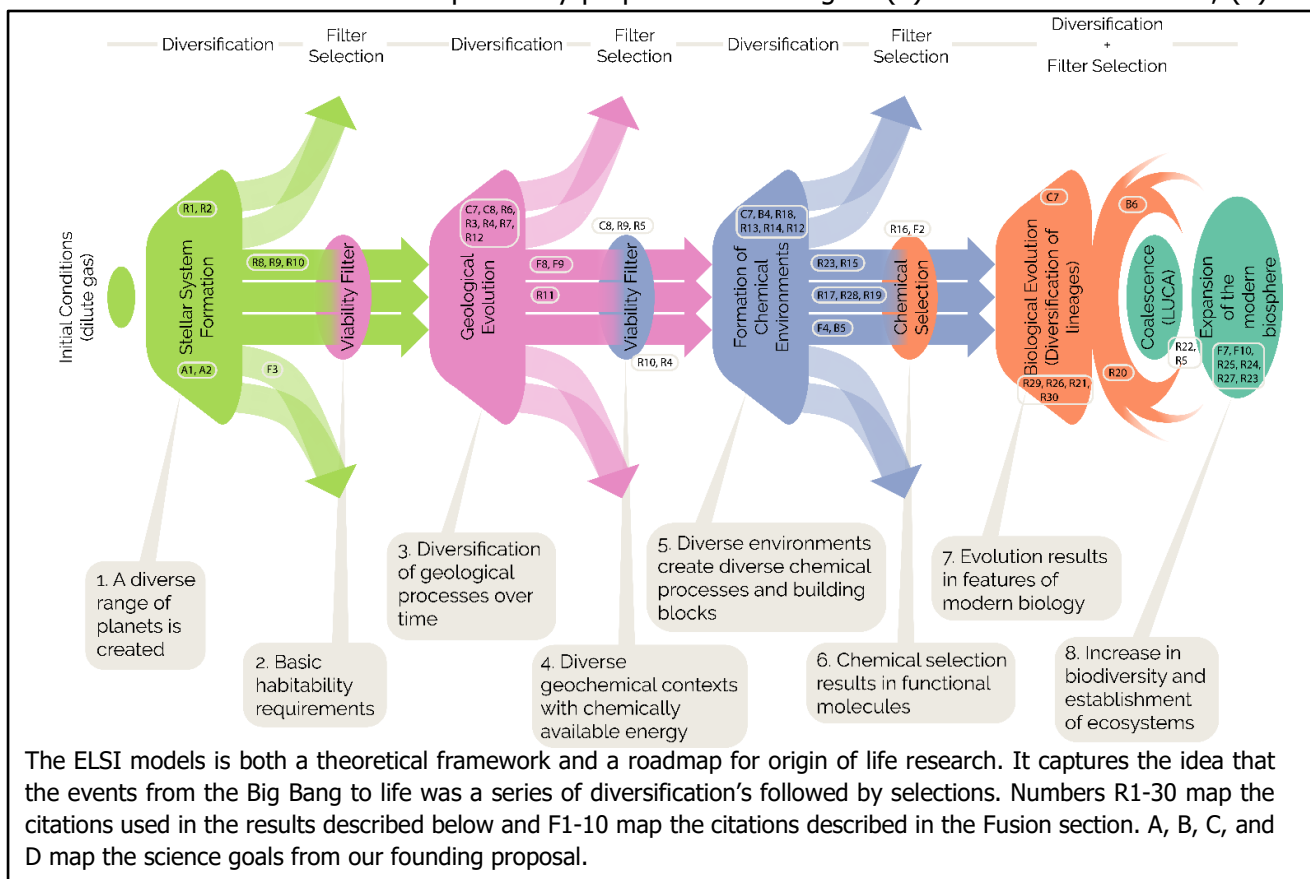 Diversification
Filter
Selection
Diversification
Filter
Selection
Diversification
Filter
Selection
Diversification
+
Filter Selection
Initial Conditions
(dilute gas)
R1, R2
Stellar System
Formation
A1, A2
R8, R9, R10
F3
Viability Filter
C7, C8, R6,
R3, R4, R7,
R12
Geological
Evolution
F8, F9
R11
C8, R9, R5
Viability Filter
R10, R4
C7, B4, R18,
R13, R14, R12
Formation of
Chemical
Environments
R23, R15
R17, R28, R19
F4, B5
R16, F2
Chemical
Selection
C7
Biological Evolution
(Diversification of
lineages)
R29, R26, R21,
R30
B6
R20
Coalescence
(LUCA)
R22,
R5
Expansion
of the
modern
biosphere
F7, F10,
R25, R24,
R27, R23
1. A diverse
range of
planets is
created
2. Basic
habitability
requirements
3. Diversification
of geological
processes over
time
4. Diverse
geochemical contexts
with chemically
available energy
5. Diverse environments
create diverse chemical
processes and building
blocks
6. Chemical selection
results in functional
molecules
7. Evolution results
in features of
modern biology
8. Increase in
biodiversity and
establishment
of ecosystems
The ELSI models is both a theoretical framework and a roadmap for origin of life research. It captures the idea that
the events from the Big Bang to life was a series of diversification's followed by selections. Numbers R1-30 map the
citations used in the results described below and F1-10 map the citations described in the Fusion section. A, B, C, and
D map the science goals from our founding proposal.